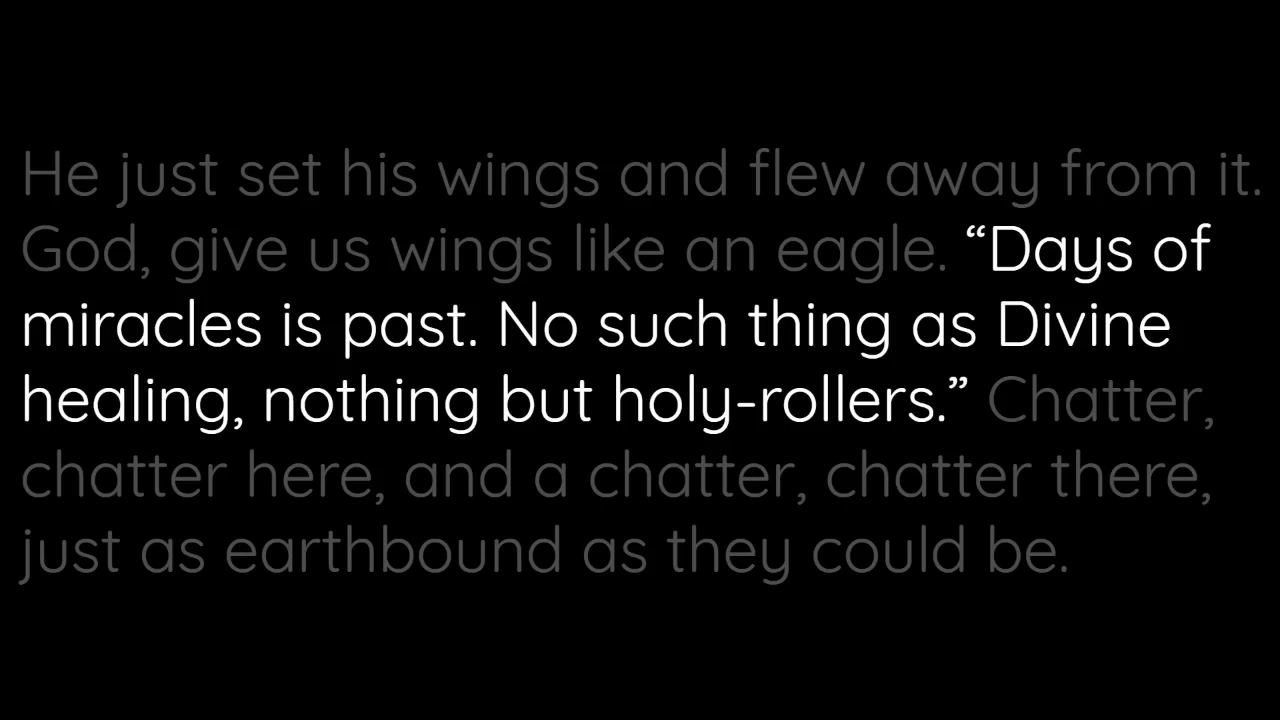 He just set his wings and flew away from it.
God, give us wings like an eagle. “Days of
miracles is past. No such thing as Divine
healing, nothing but holy-rollers.” Chatter,
chatter here, and a chatter, chatter there,
just as earthbound as they could be.